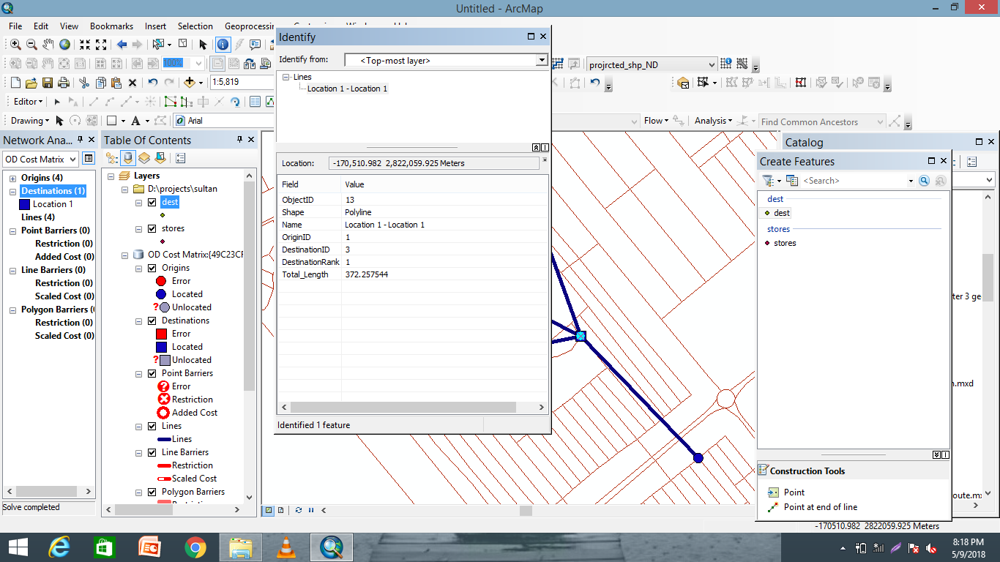 Untitled - ArcMap
File Edit View Bookmarks Insert Selection Geoprocessin
100%
projrcted_shp_ND
1:5,819
Editor
Drawing
A
Arial
Flow
Analysis
Find Common Ancestors
Identify
Identify from:
<Top-most layer>
Lines
Location 1 - Location 1
Location:
-170,510.982 2,822,059.925 Meters
Field Value
ObjectID 13
Shape Polyline
Name Location 1 - Location 1
OriginID 1
DestinationID 3
DestinationRank 1
Total_Length 372.257544
Identified 1 feature
Network Ana...
OD Cost Matrix
Origins (4)
Destinations (1)
Location 1
Lines (4)
Point Barriers (0)
Restriction (0)
Added Cost (0)
Line Barriers (0)
Restriction (0)
Scaled Cost (0)
Polygon Barriers (
Restriction (0)
Scaled Cost (0)
Solve completed
Table Of Contents
Layers
D:\projects\sultan
dest
stores
OD Cost Matrix:{49C23CF
Origins
Error
Located
Unlocated
Destinations
Error
Located
Unlocated
Point Barriers
Error
Restriction
Added Cost
Lines
Lines
Line Barriers
Restriction
Scaled Cost
Polygon Barriers
Catalog
Create Features
<Search>
dest
dest
stores
stores
ter 3 ge
n.mxd
oute.mx
Construction Tools
Point
Point at end of line
-170510.982 2822059.925 Meters
8:18 PM
5/9/2018